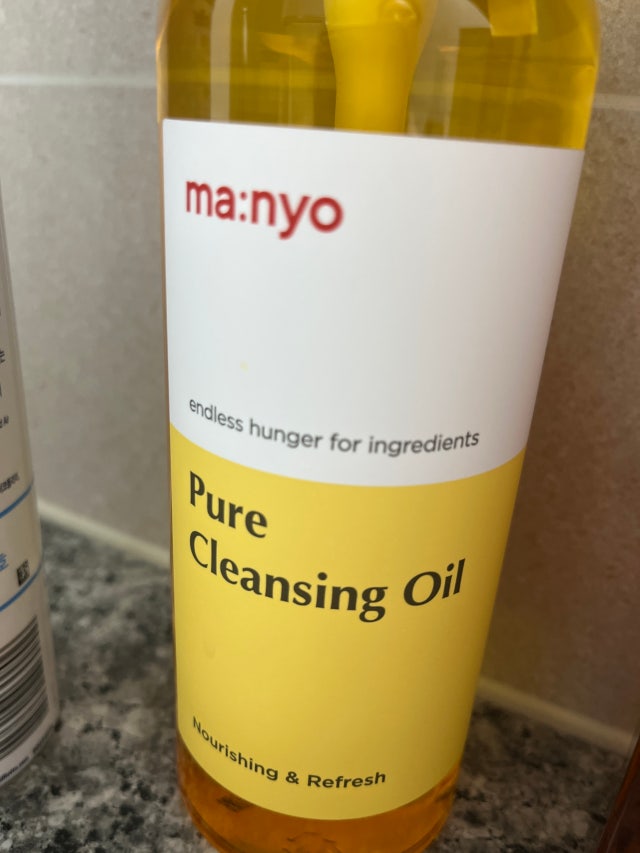 ma:nyo
endless hunger for ingredients
Pure
Cleansing Oil
Nourishing & Refresh